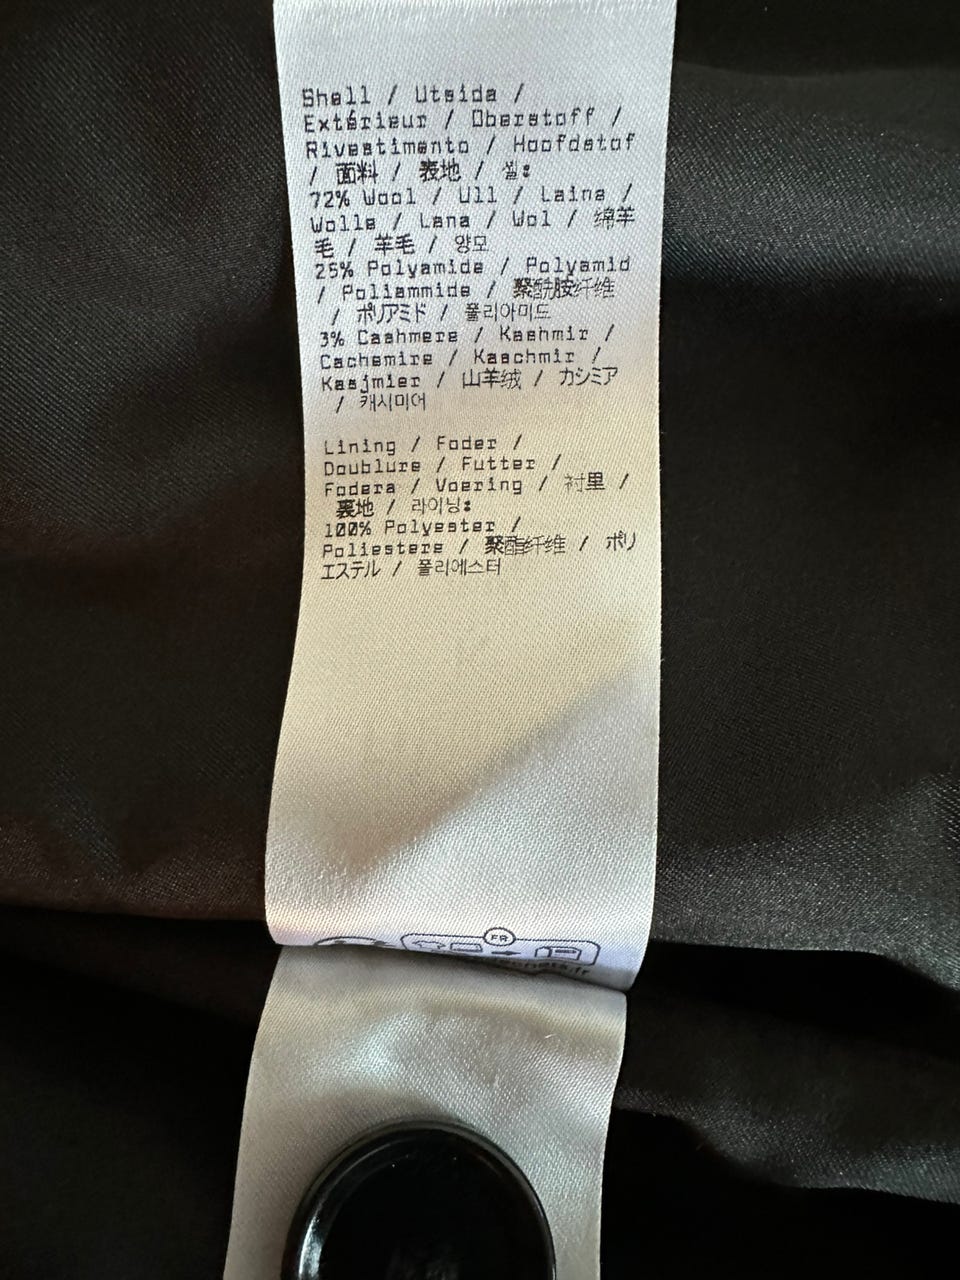 Shell / Utsida /
Extérieur / Oberstoff /
Rivestimento / Hoofdstof
/ 面料 / 表地 / 셸:
72% Wool / Ull / Laine /
Wolle / Lana / Wol / 绵羊
毛 / 羊毛 / 양모
25% Polyamide / Polyamid
/ Poliammide / 聚酰胺纤维
/ ポリアミド / 폴리아미드
3% Cashmere / Kashmir /
Cachemire / Kaschmir /
Kasjmier / 山羊绒 / カシミア
/ 캐시미어
Lining / Foder /
Doublure / Futter /
Fodera / Voering / 衬里 /
裏地 / 라이닝:
100% Polyester /
Poliestere / 聚酯纤维 / ポリ
エステル / 폴리에스터
FR